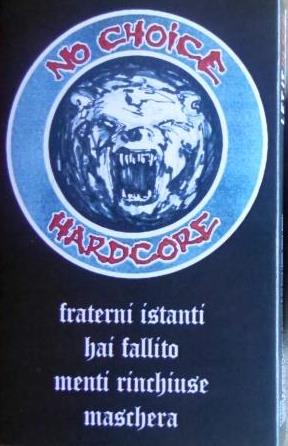 NO CHOICE
HARDCORE
fraterni istanti
hai fallito
menti rinchiuse
maschera